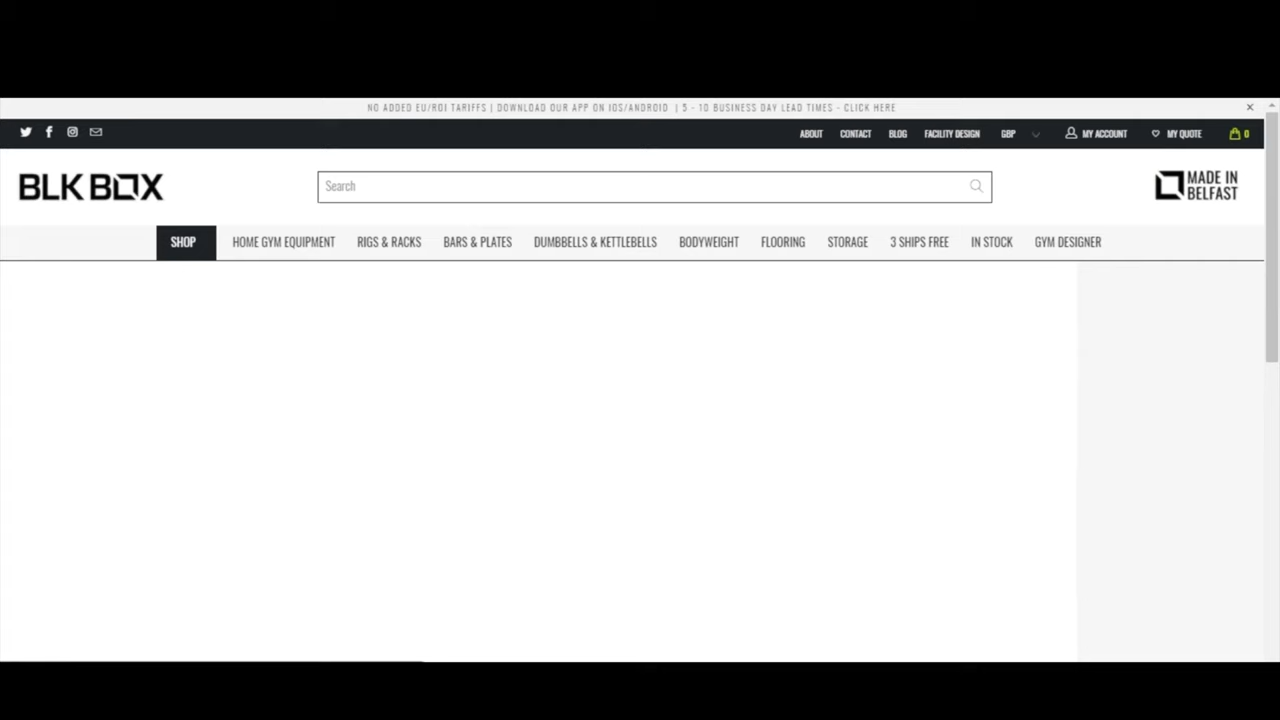 NO ADDED EU/ROI TARIFFS | DOWNLOAD OUR APP ON IOS/ANDROID | 5 - 10 BUSINESS DAY LEAD TIMES - CLICK HERE
ABOUT CONTACT BLOG FACILITY DESIGN GBP MY ACCOUNT MY QUOTE 0
BLK BOX
Search
MADE IN
BELFAST
SHOP HOME GYM EQUIPMENT RIGS & RACKS BARS & PLATES DUMBBELLS & KETTLEBELLS BODYWEIGHT FLOORING STORAGE 3 SHIPS FREE IN STOCK GYM DESIGNER